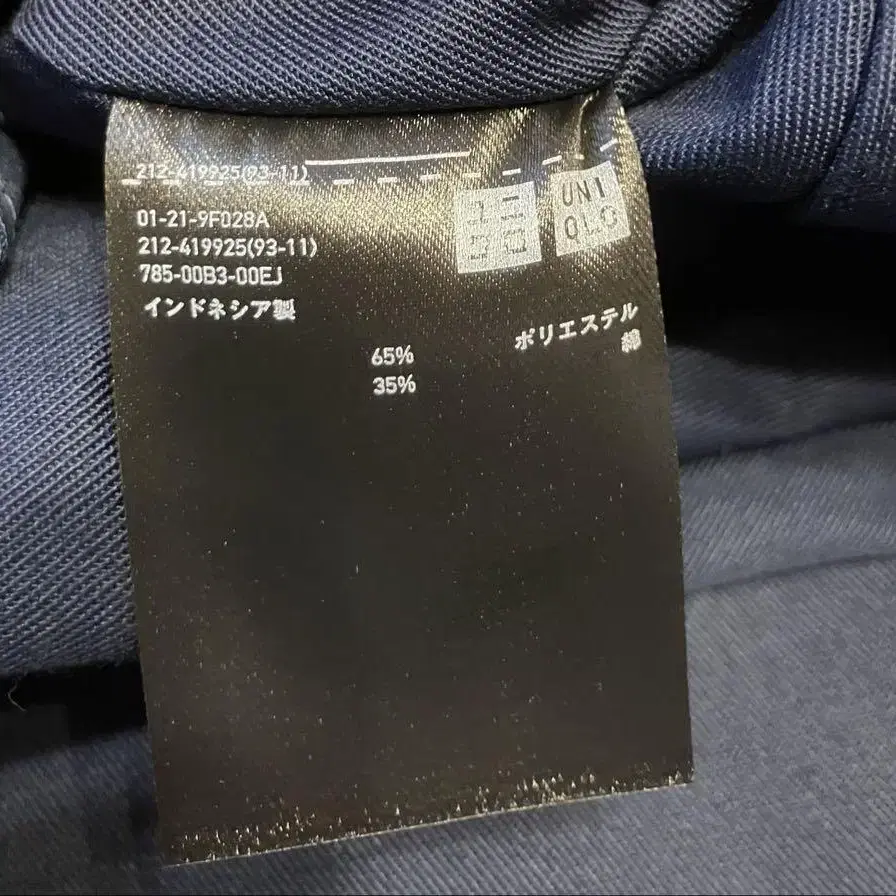 212-419925(93-11)
ユニ
クロ
UNI
QLO
01-21-9F028A
212-419925(93-11)
785-00B3-00EJ
インドネシア製
ポリエステル 65%
綿 35%